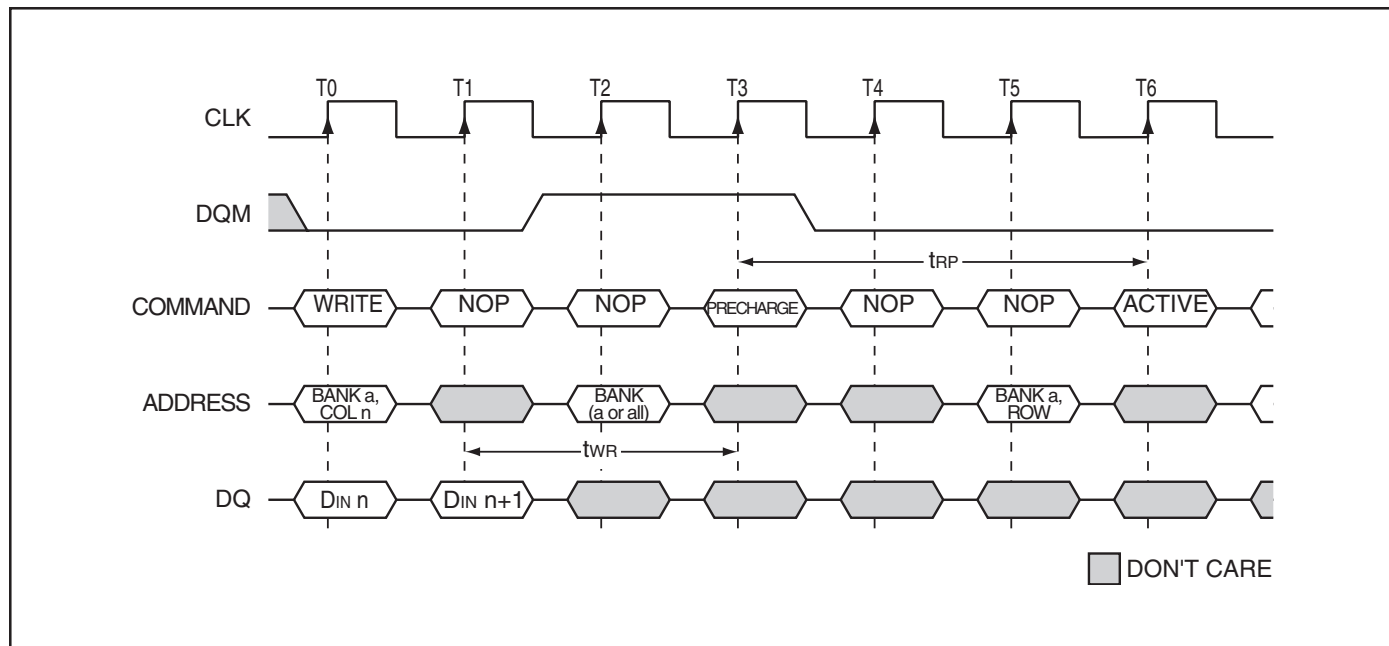 T0 T1 T2 T3 T4 T5 T6
CLK
DQM
tRP
COMMAND WRITE NOP NOP PRECHARGE NOP NOP ACTIVE
ADDRESS BANK a, COL n BANK (a or all) BANK a, ROW
tWR
DQ DIN n DIN n+1
DON'T CARE